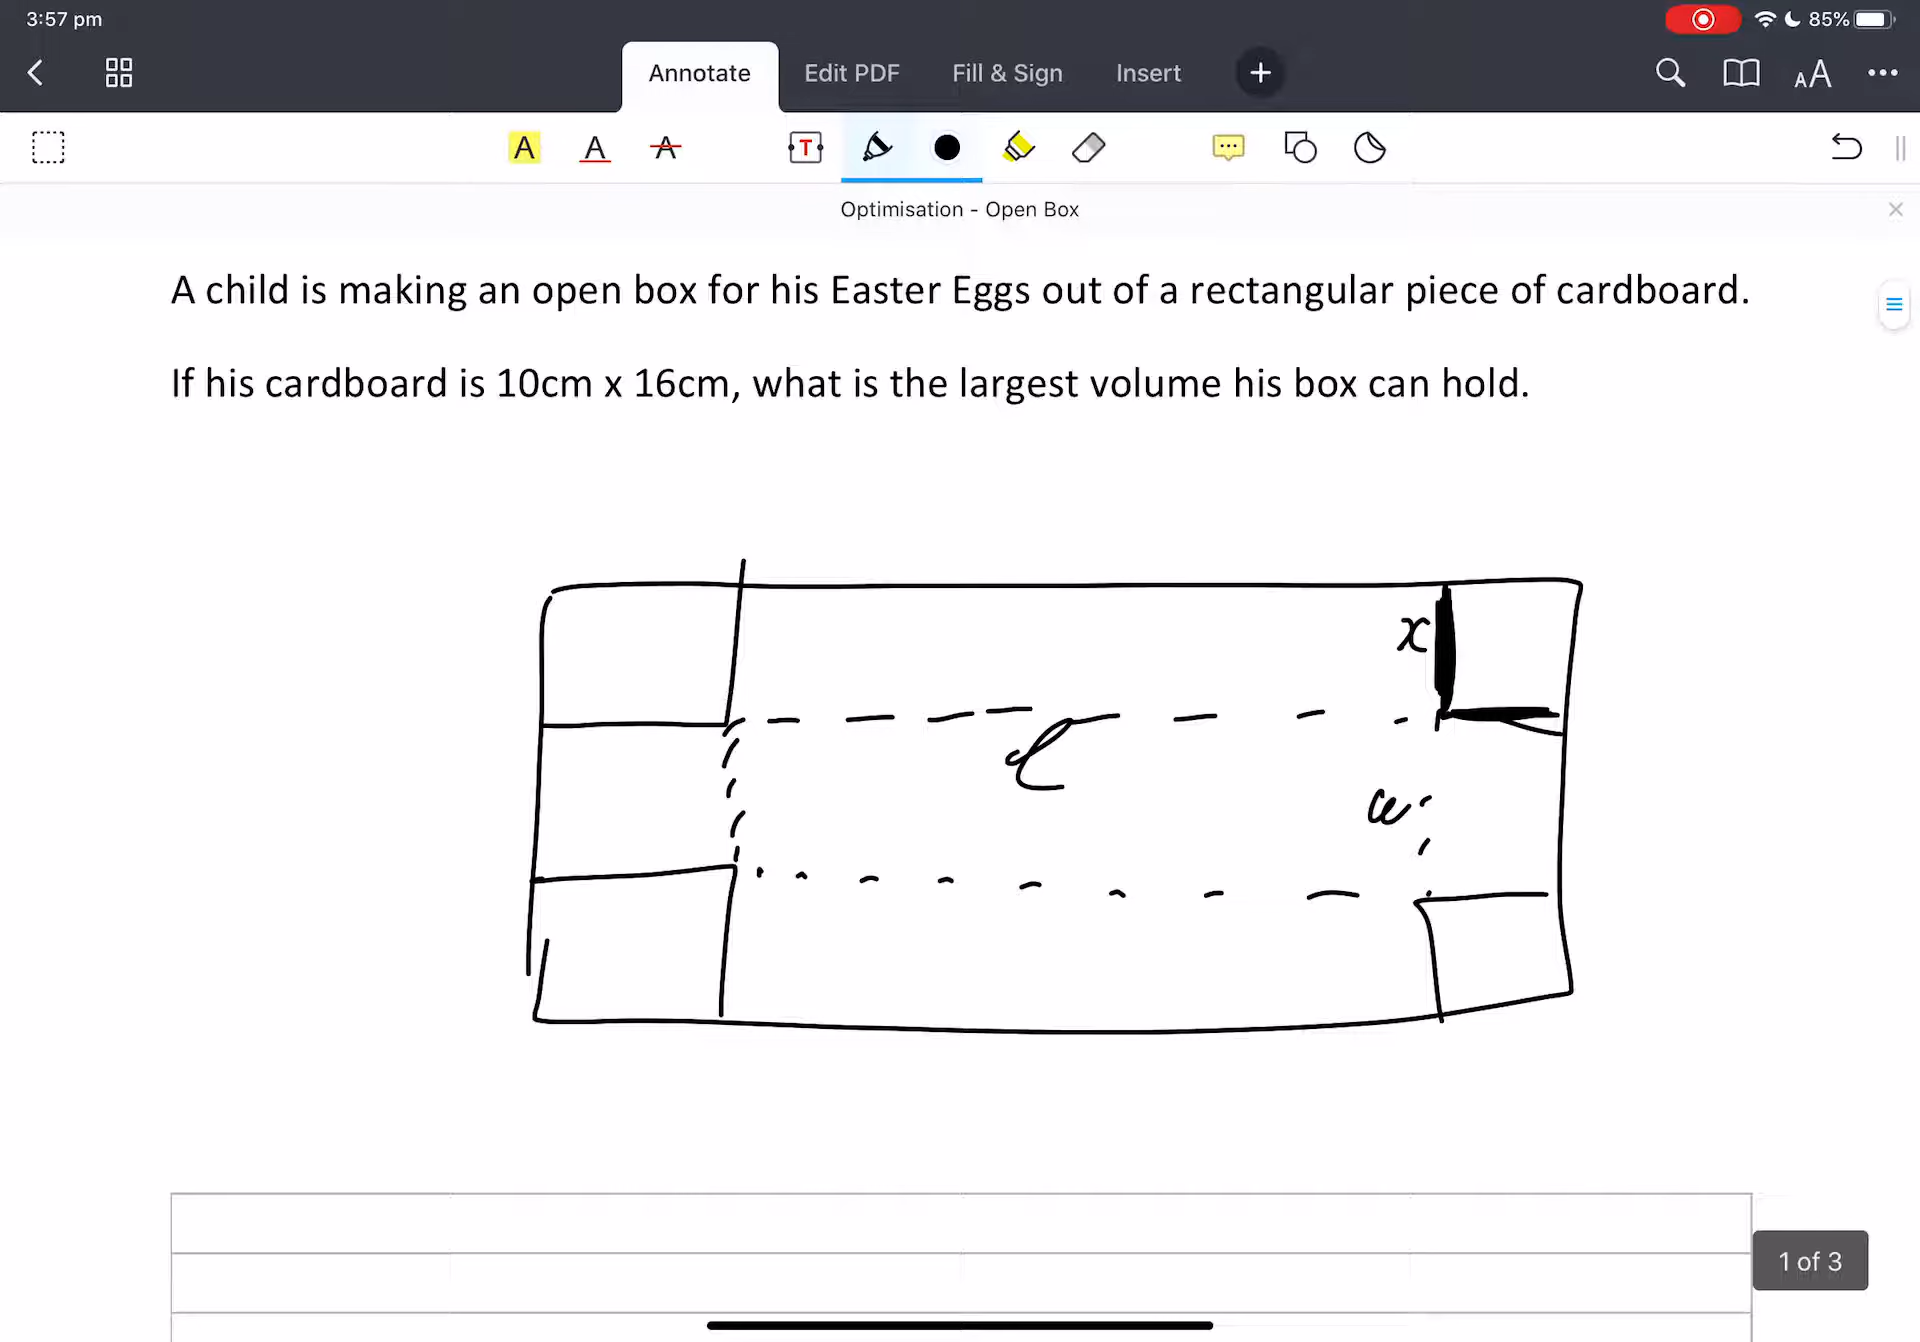 3:57 pm
85%
Annotate
Edit PDF
Fill & Sign
Insert
AA
A
A
A
T
Optimisation - Open Box
A child is making an open box for his Easter Eggs out of a rectangular piece of cardboard.
If his cardboard is 10cm x 16cm, what is the largest volume his box can hold.
x
l
w
1 of 3